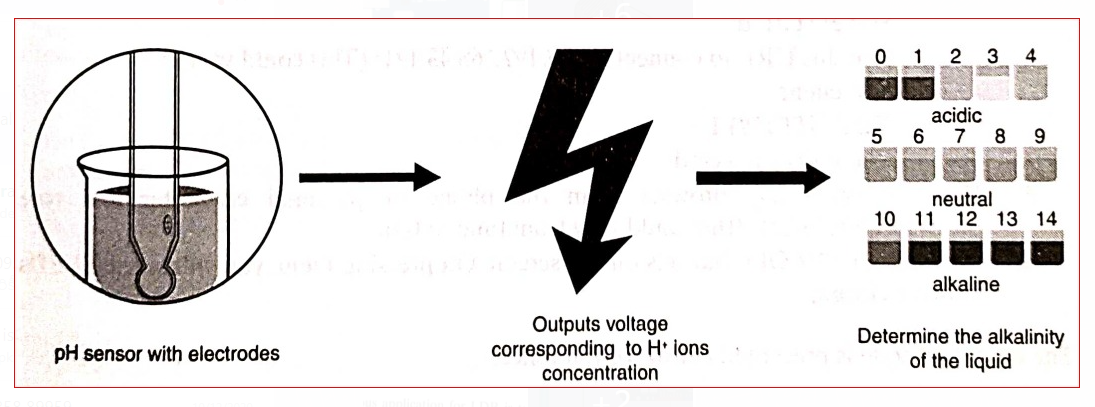 0 1 2 3 4
acidic
5 6 7 8 9
neutral
10 11 12 13 14
alkaline
pH sensor with electrodes
Outputs voltage
corresponding to H⁺ ions
concentration
Determine the alkalinity
of the liquid